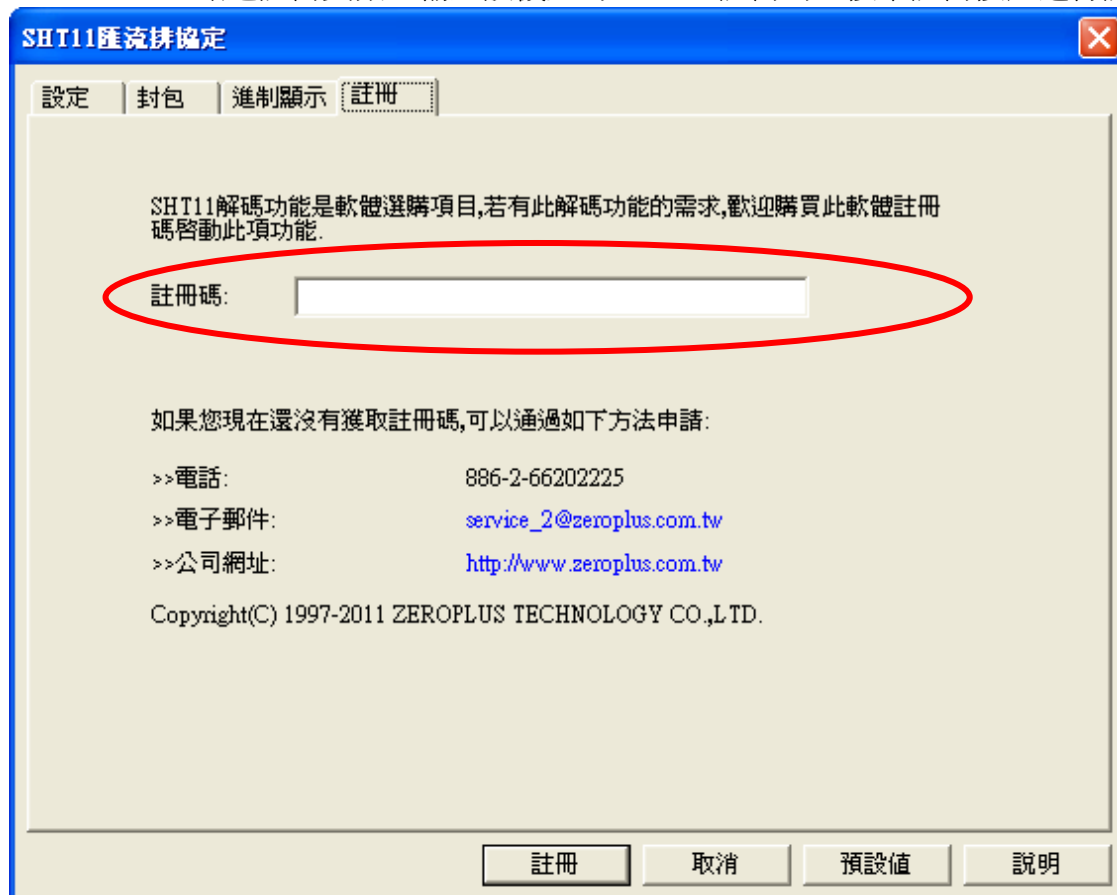 SHT11匯流排協定
設定
封包
進制顯示
註冊
SHT11解碼功能是軟體選購項目,若有此解碼功能的需求,歡迎購買此軟體註冊
碼啓動此項功能.
註冊碼:
如果您現在還沒有獲取註冊碼,可以通過如下方法申請:
>>電話: 886-2-66202225
>>電子郵件: service_2@zeroplus.com.tw
>>公司網址: http://www.zeroplus.com.tw
Copyright(C) 1997-2011 ZEROPLUS TECHNOLOGY CO.,LTD.
註冊
取消
預設值
說明